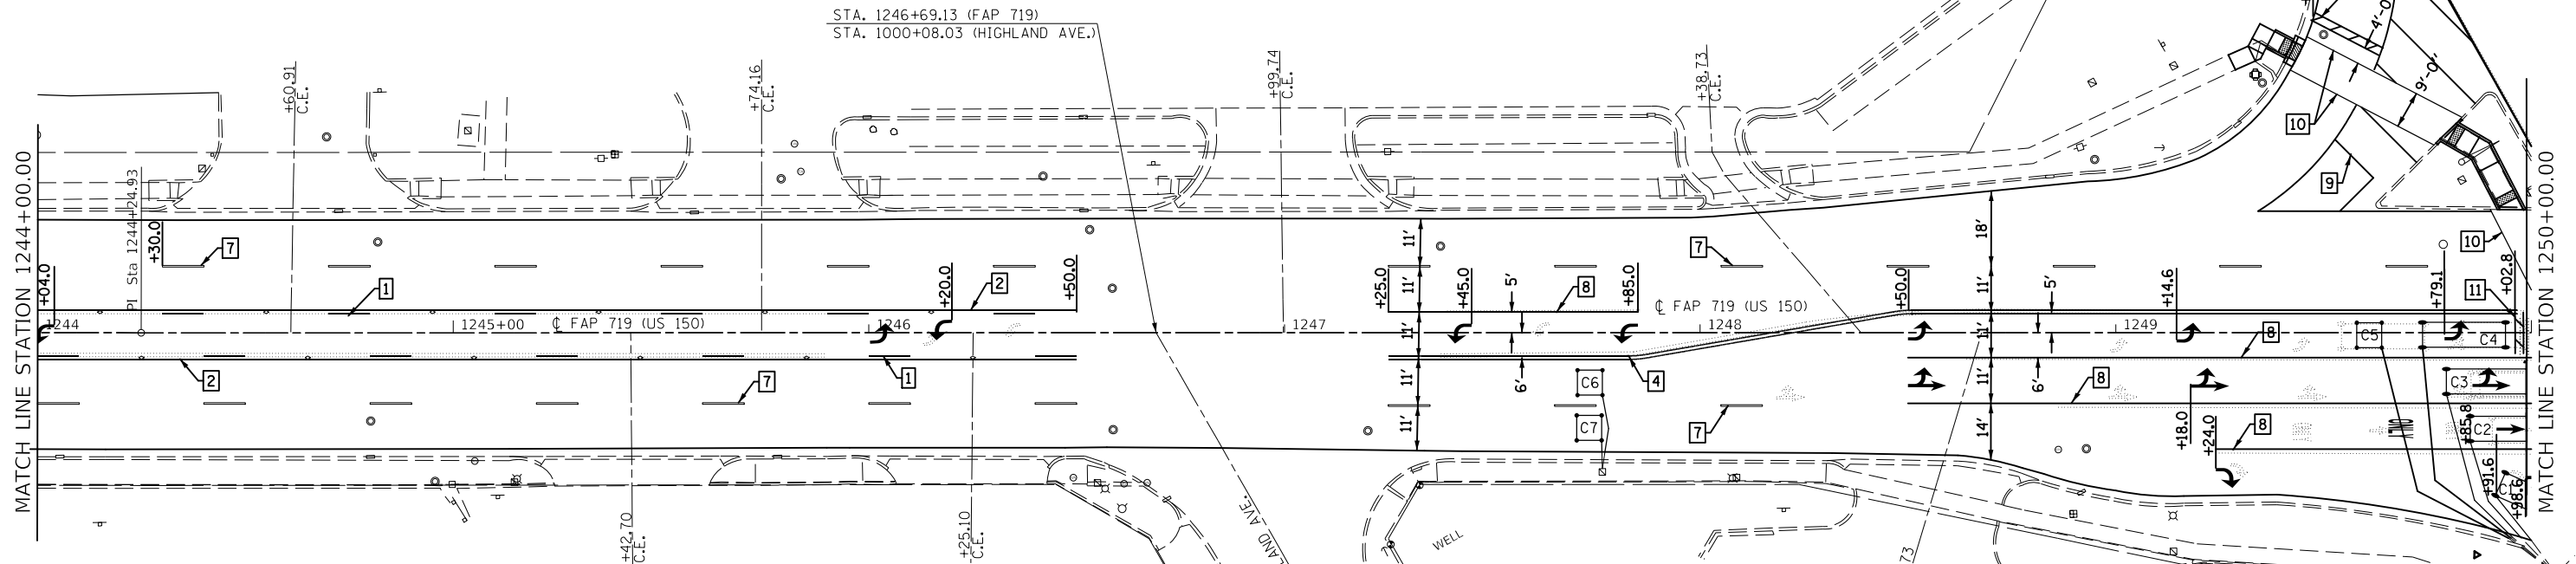 STA. 1246+69.13 (FAP 719)
STA. 1000+08.03 (HIGHLAND AVE.)
4'-0
9'-0"
+60.91
C.E.
+74.16
C.E.
+99.74
C.E.
+38.73
C.E.
10
9
MATCH LINE STATION 1244+00.00
MATCH LINE STATION 1250+00.00
PI Sta 1244+24.93
+30.0
7
+04.0
1
+20.0
2
+50.0
11'
+25.0
11'
+45.0
5'
8
+85.0
7
18'
+50.0
11'
5'
+14.6
+79.1
10
+02.8
11
1244
1245+00
℄ FAP 719 (US 150)
1246
1247
℄ FAP 719 (US 150)
1248
1249
12'
11'
C5
C4
8
2
1
7
11'
6'
4
C6
11'
6'
8
C3
C7
11'
7
14'
+18.0
+24.0
8
+85.8
C2
+91.6
C1
+98.6
+42.70
C.E.
+25.10
C.E.
AND AVE.
WELL
73